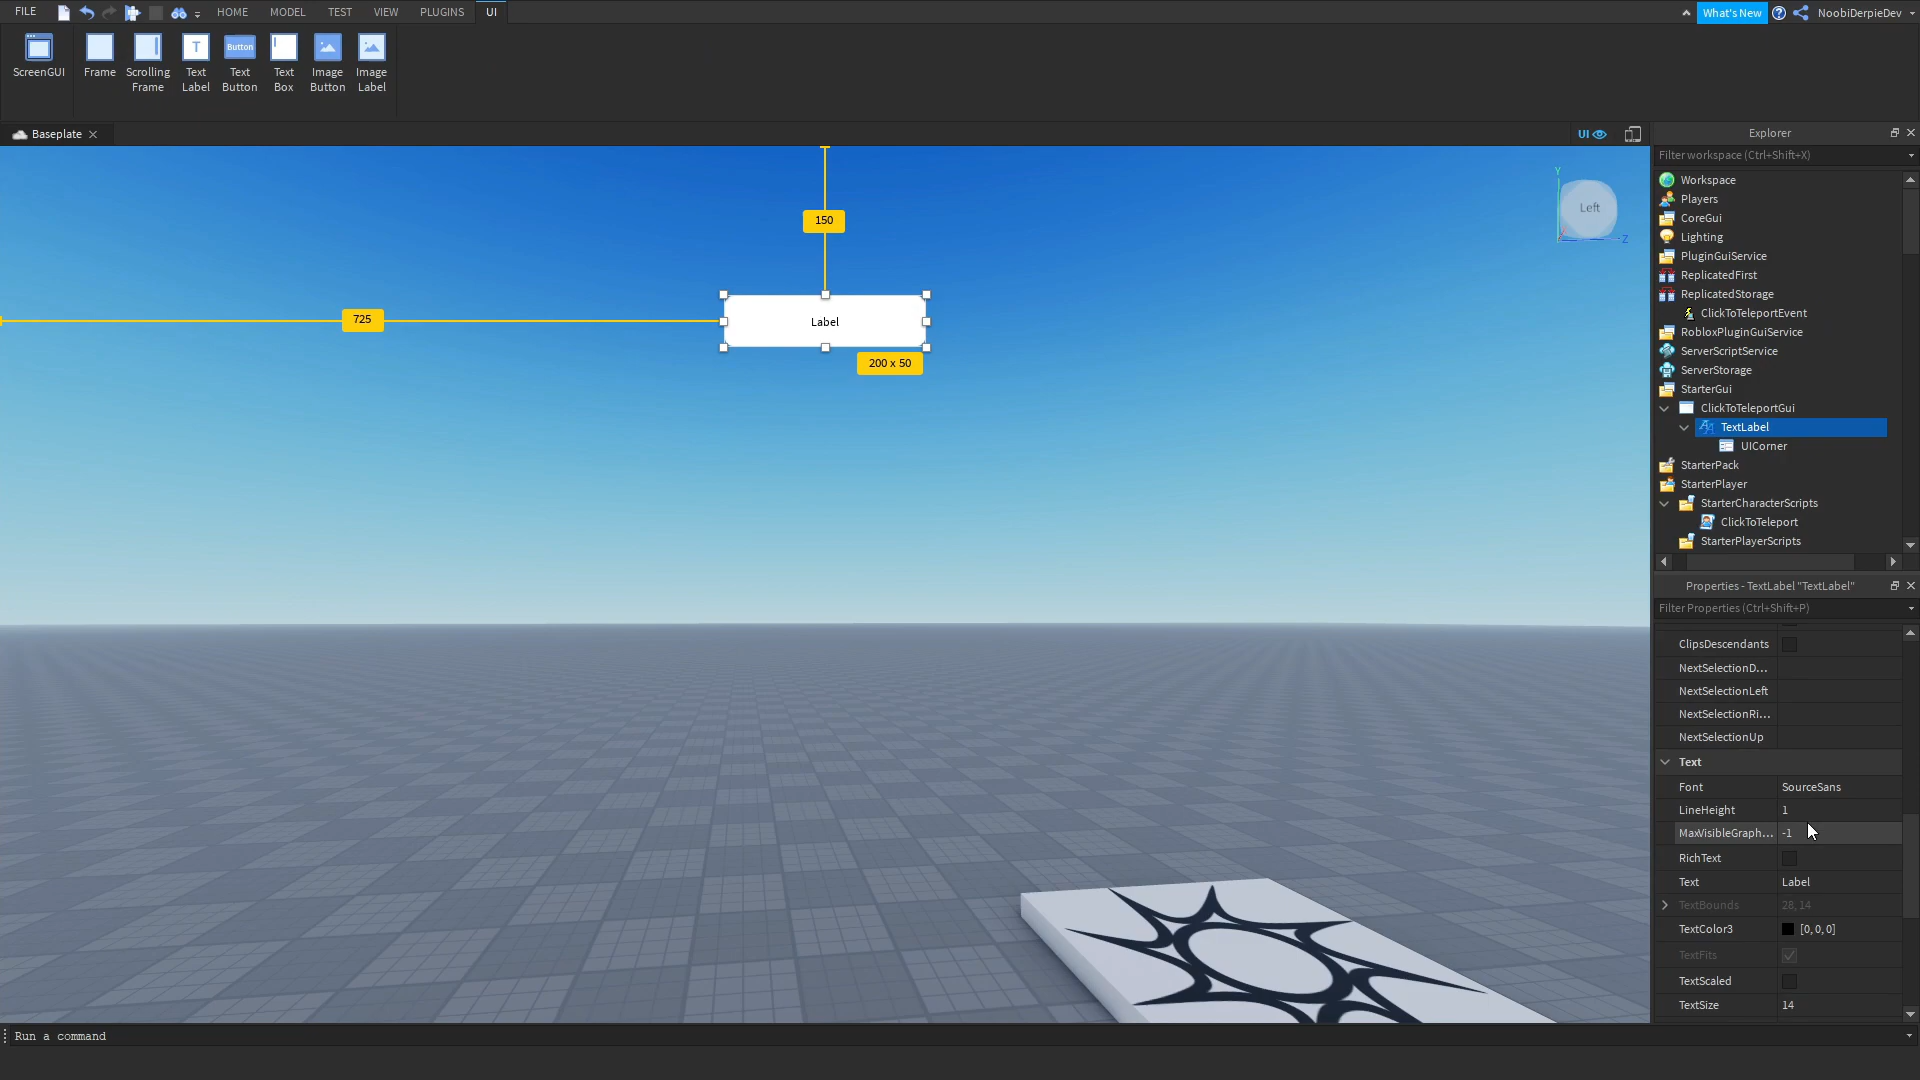 FILE
HOME
MODEL
TEST
VIEW
PLUGINS
UI
What's New
NoobiDerpieDev
ScreenGUI
Frame
Scrolling
Frame
Text
Label
Button
Text
Button
Text
Box
Image
Button
Image
Label
T
Baseplate
UI
150
725
Label
200 x 50
Y
Left
Z
Explorer
Filter workspace (Ctrl+Shift+X)
Workspace
Players
CoreGui
Lighting
PluginGuiService
ReplicatedFirst
ReplicatedStorage
ClickToTeleportEvent
RobloxPluginGuiService
ServerScriptService
ServerStorage
StarterGui
ClickToTeleportGui
TextLabel
UICorner
StarterPack
StarterPlayer
StarterCharacterScripts
ClickToTeleport
StarterPlayerScripts
Properties - TextLabel "TextLabel"
Filter Properties (Ctrl+Shift+P)
ClipsDescendants
NextSelectionD...
NextSelectionLeft
NextSelectionRi...
NextSelectionUp
Text
Font SourceSans
LineHeight 1
MaxVisibleGraph... -1
RichText
Text Label
TextBounds 28, 14
TextColor3 [0, 0, 0]
TextFits
TextScaled
TextSize 14
Run a command